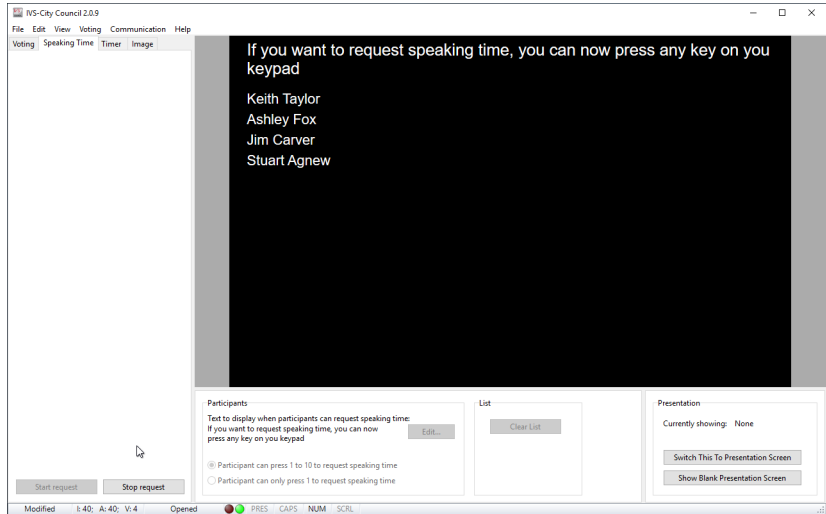 IVS-City Council 2.0.9
File Edit View Voting Communication Help
Voting Speaking Time Timer Image
If you want to request speaking time, you can now press any key on you
keypad
Keith Taylor
Ashley Fox
Jim Carver
Stuart Agnew
Participants
Text to display when participants can request speaking time:
If you want to request speaking time, you can now
press any key on you keypad
Edit...
Participant can press 1 to 10 to request speaking time
Participant can only press 1 to request speaking time
List
Clear List
Presentation
Currently showing: None
Switch This To Presentation Screen
Show Blank Presentation Screen
Start request Stop request
Modified I: 40; A: 40; V: 4 Opened PRES CAPS NUM SCRL